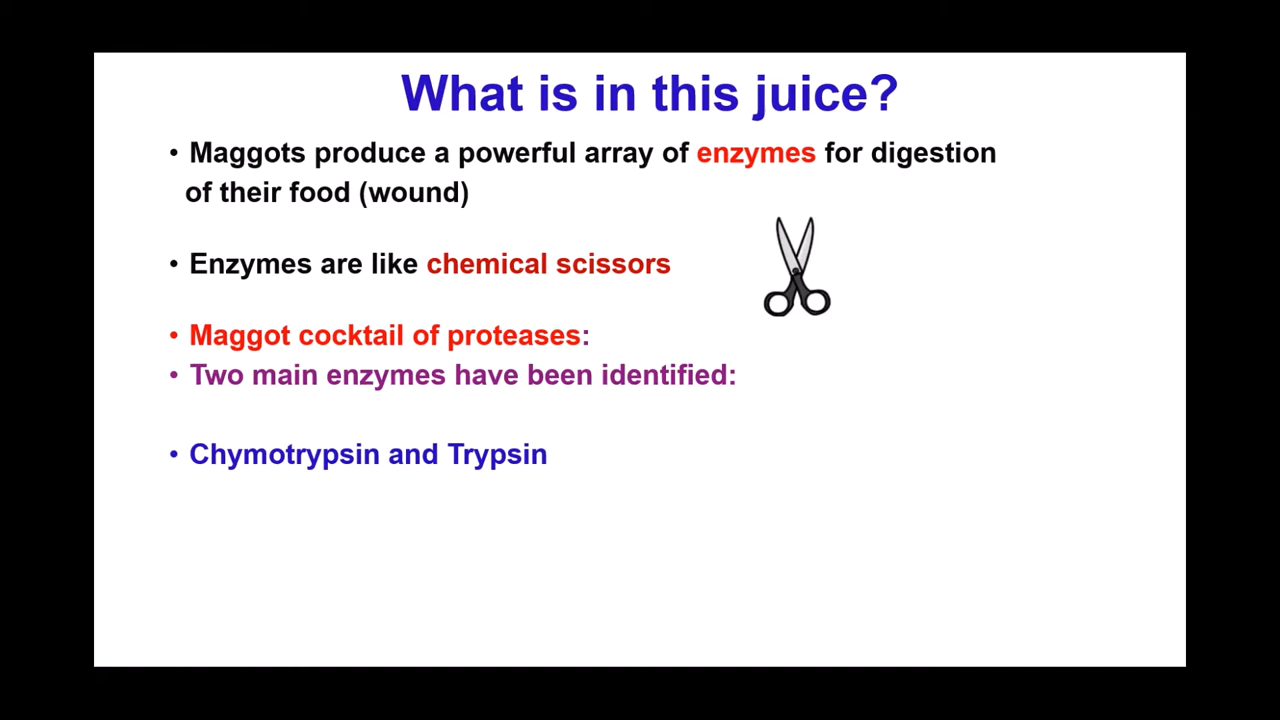 What is in this juice?
• Maggots produce a powerful array of enzymes for digestion
of their food (wound)
• Enzymes are like chemical scissors
• Maggot cocktail of proteases:
• Two main enzymes have been identified:
• Chymotrypsin and Trypsin